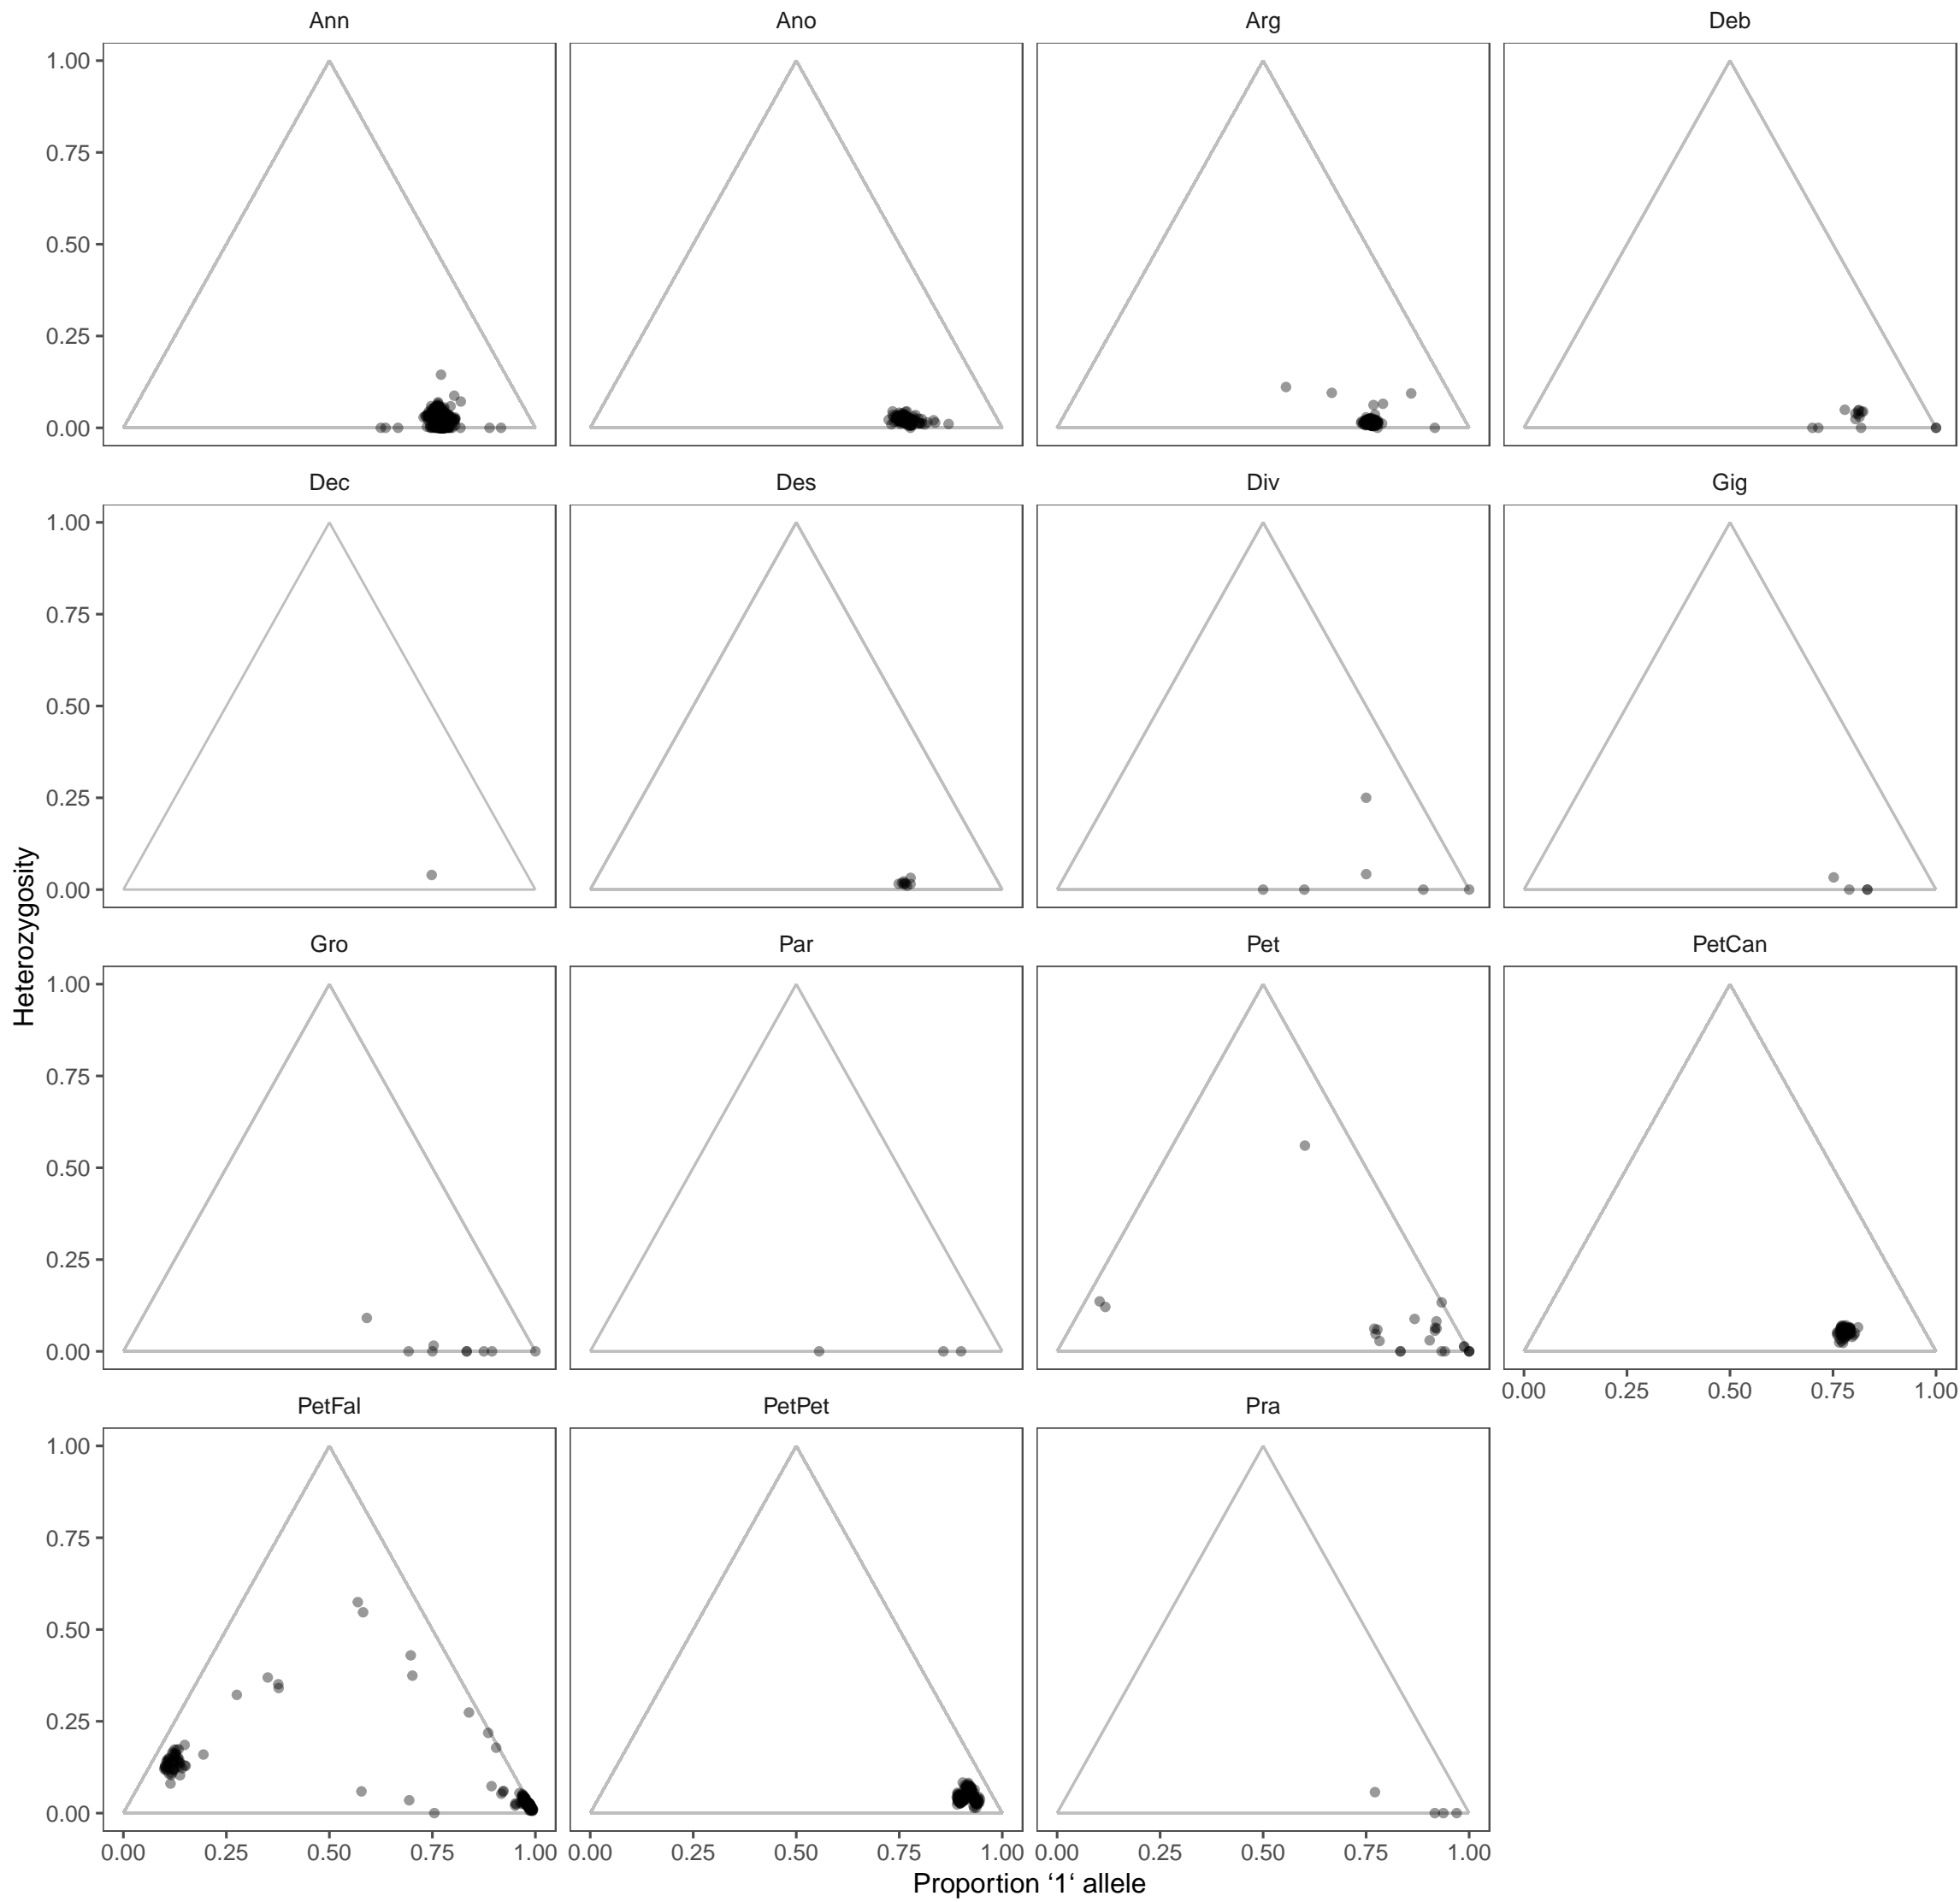 Ann Ano Arg Deb
1.00
0.75
0.50
0.25
0.00
Dec Des Div Gig
1.00
0.75
0.50
0.25
0.00
Heterozygosity
Gro Par Pet PetCan
1.00
0.75
0.50
0.25
0.00
0.00 0.25 0.50 0.75 1.00
PetFal PetPet Pra
1.00
0.75
0.50
0.25
0.00
0.00 0.25 0.50 0.75 1.00 0.00 0.25 0.50 0.75 1.00 0.00 0.25 0.50 0.75 1.00
Proportion ‘1‘ allele